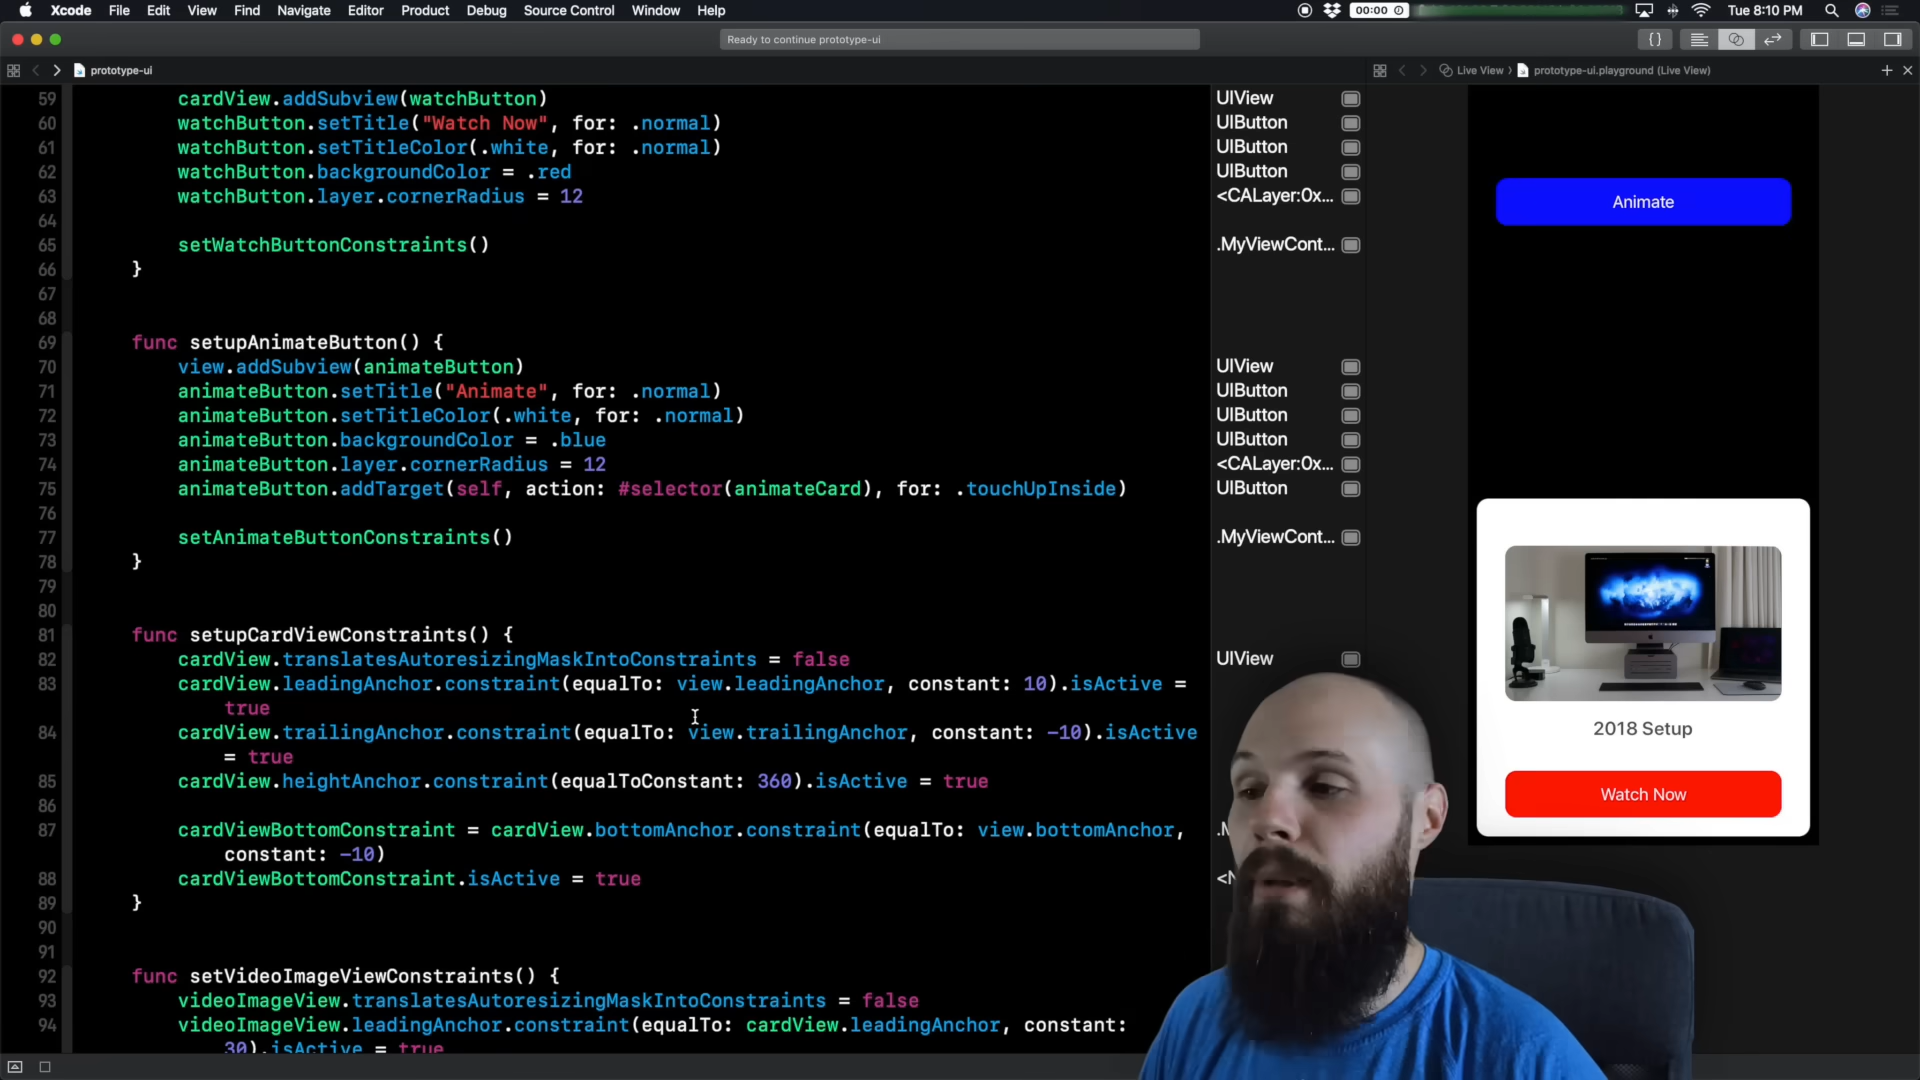 Xcode File Edit View Find Navigate Editor Product Debug Source Control Window Help 00:00 Tue 8:10 PM
Ready to continue prototype-ui
prototype-ui Live View prototype-ui.playground (Live View)
59 cardView.addSubview(watchButton) UIView
60 watchButton.setTitle("Watch Now", for: .normal) UIButton
61 watchButton.setTitleColor(.white, for: .normal) UIButton
62 watchButton.backgroundColor = .red UIButton
63 watchButton.layer.cornerRadius = 12 <CALayer:0x...
64
65 setWatchButtonConstraints() .MyViewCont...
66 }
67
68
69 func setupAnimateButton() {
70 view.addSubview(animateButton) UIView
71 animateButton.setTitle("Animate", for: .normal) UIButton
72 animateButton.setTitleColor(.white, for: .normal) UIButton
73 animateButton.backgroundColor = .blue UIButton
74 animateButton.layer.cornerRadius = 12 <CALayer:0x...
75 animateButton.addTarget(self, action: #selector(animateCard), for: .touchUpInside) UIButton
76
77 setAnimateButtonConstraints() .MyViewCont...
78 }
79
80
81 func setupCardViewConstraints() {
82 cardView.translatesAutoresizingMaskIntoConstraints = false UIView
83 cardView.leadingAnchor.constraint(equalTo: view.leadingAnchor, constant: 10).isActive =
true
84 cardView.trailingAnchor.constraint(equalTo: view.trailingAnchor, constant: -10).isActive
= true
85 cardView.heightAnchor.constraint(equalToConstant: 360).isActive = true
86
87 cardViewBottomConstraint = cardView.bottomAnchor.constraint(equalTo: view.bottomAnchor,
constant: -10)
88 cardViewBottomConstraint.isActive = true
89 }
90
91
92 func setVideoImageViewConstraints() {
93 videoImageView.translatesAutoresizingMaskIntoConstraints = false
94 videoImageView.leadingAnchor.constraint(equalTo: cardView.leadingAnchor, constant:
30).isActive = true
Animate
2018 Setup
Watch Now